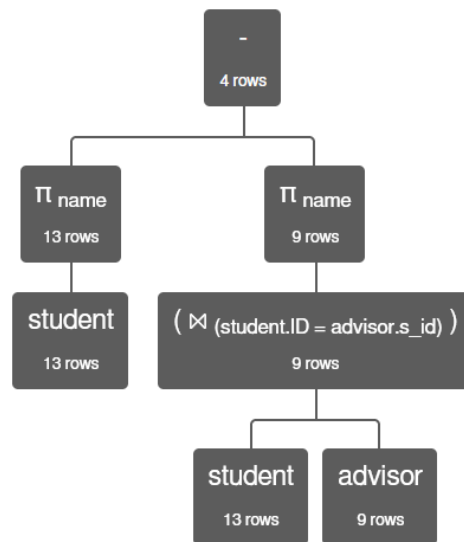 -
4 rows
π name
13 rows
π name
9 rows
student
13 rows
( ⋈ (student.ID = advisor.s_id) )
9 rows
student
13 rows
advisor
9 rows